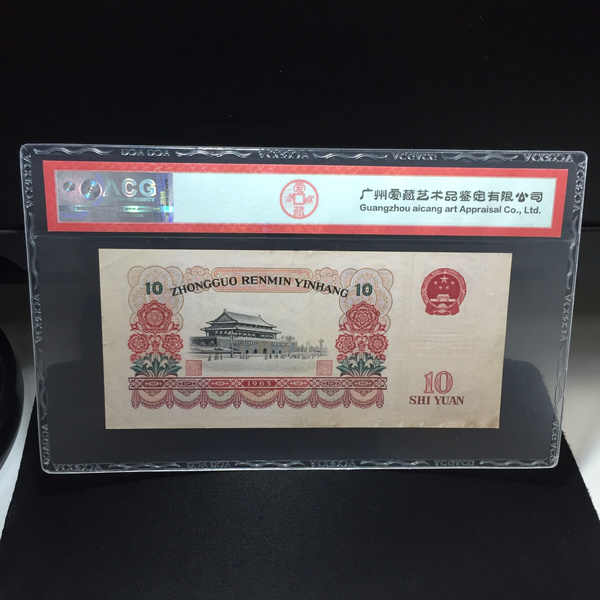 ACG
广州爱藏艺术品鉴定有限公司
Guangzhou aicang art Appraisal Co., Ltd.
10
ZHONGGUO RENMIN YINHANG
10
1965
10
SHI YUAN